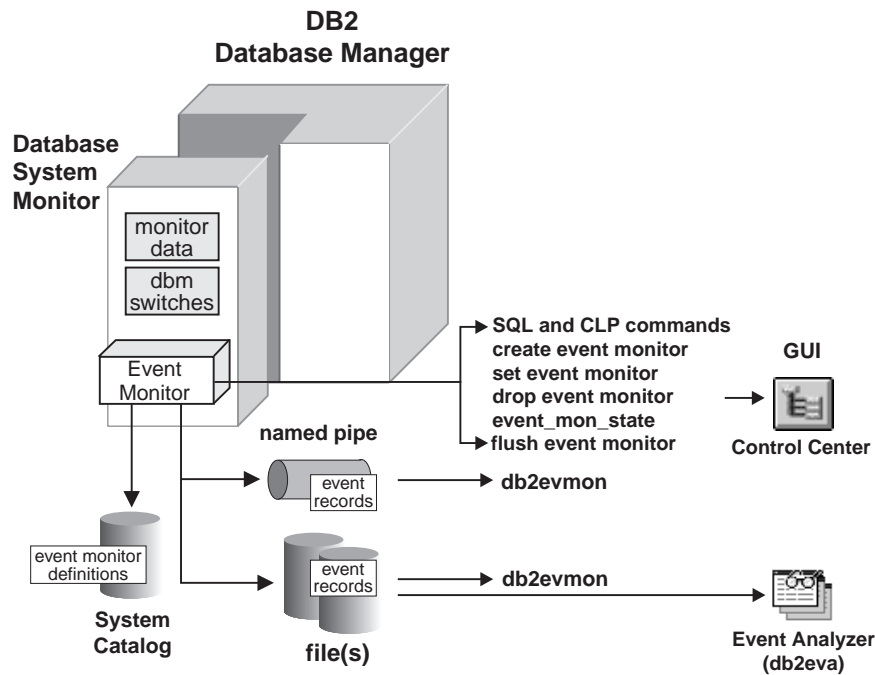 DB2
Database Manager
Database
System
Monitor
monitor
data
dbm
switches
Event
Monitor
SQL and CLP commands
create event monitor
set event monitor
drop event monitor
event_mon_state
flush event monitor
GUI
Control Center
named pipe
event
records
db2evmon
event monitor
definitions
System
Catalog
event
records
file(s)
db2evmon
Event Analyzer
(db2eva)